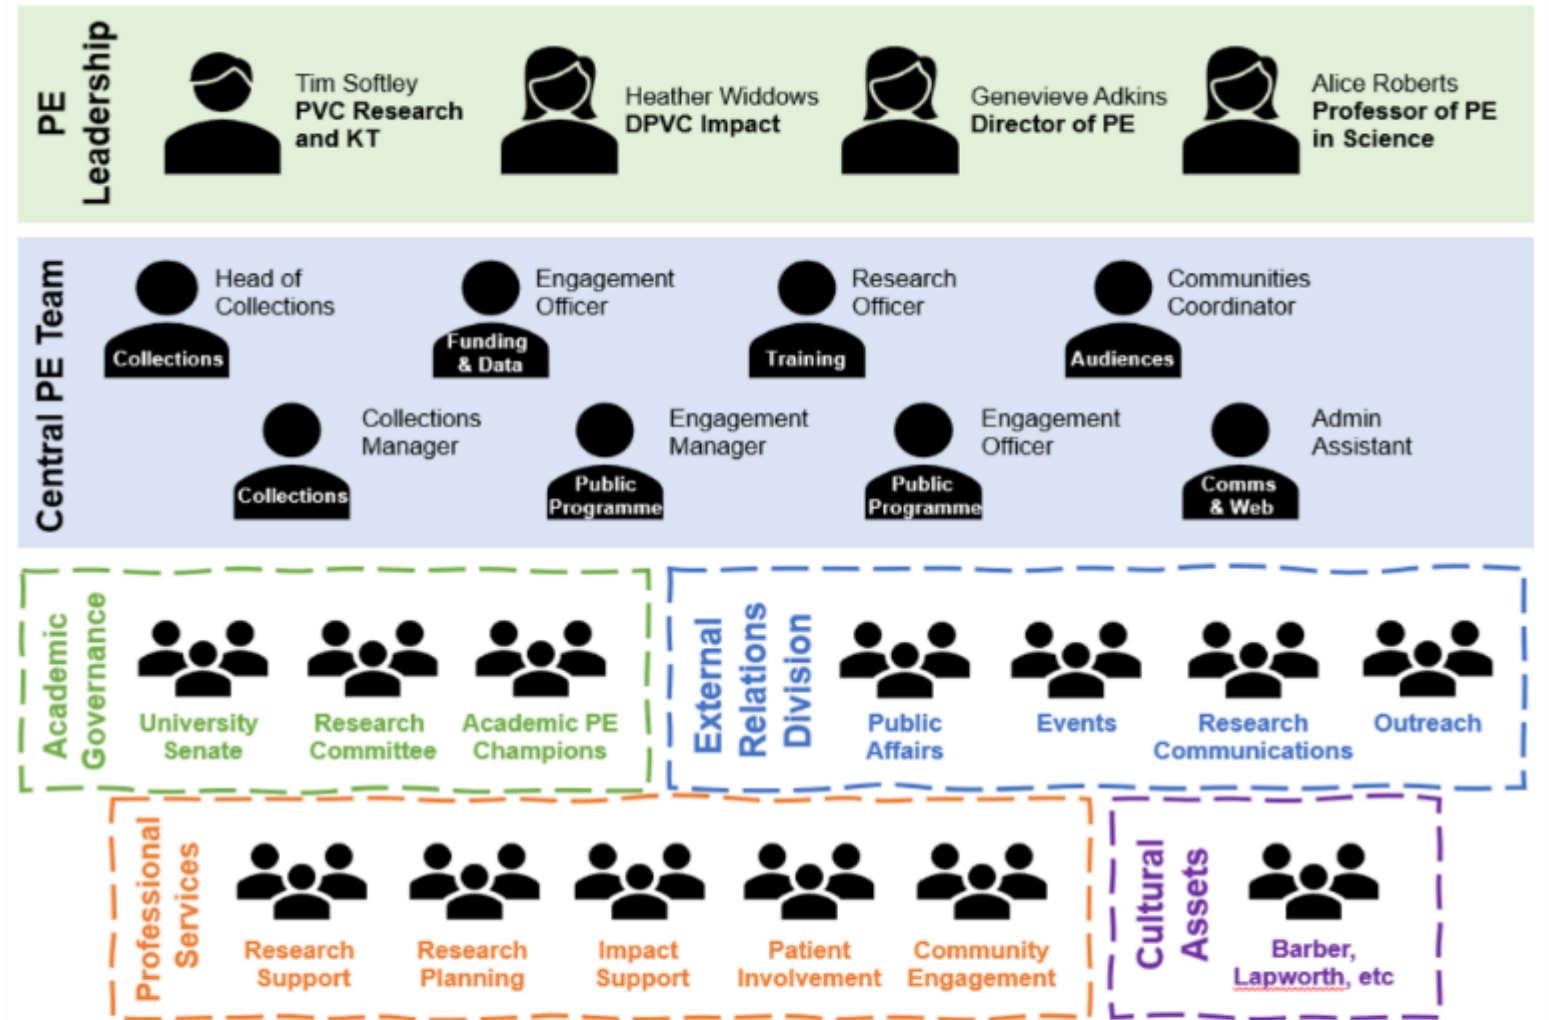 PE
Leadership
Tim Softley
PVC Research
and KT
Heather Widdows
DPVC Impact
Genevieve Adkins
Director of PE
Alice Roberts
Professor of PE
in Science
Central PE Team
Head of
Collections
Collections
Engagement
Officer
Funding
& Data
Research
Officer
Training
Communities
Coordinator
Audiences
Collections
Manager
Collections
Engagement
Manager
Public
Programme
Engagement
Officer
Public
Programme
Admin
Assistant
Comms
& Web
Academic
Governance
University
Senate
Research
Committee
Academic PE
Champions
External
Relations
Division
Public
Affairs
Events
Research
Communications
Outreach
Professional
Services
Research
Support
Research
Planning
Impact
Support
Patient
Involvement
Community
Engagement
Cultural
Assets
Barber,
Lapworth, etc